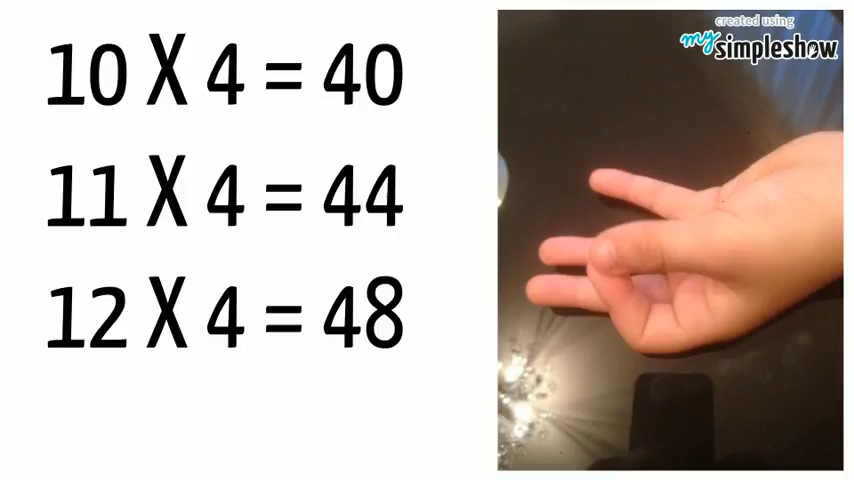 created using
my simpleshow
10 X 4 = 40
11 X 4 = 44
12 X 4 = 48